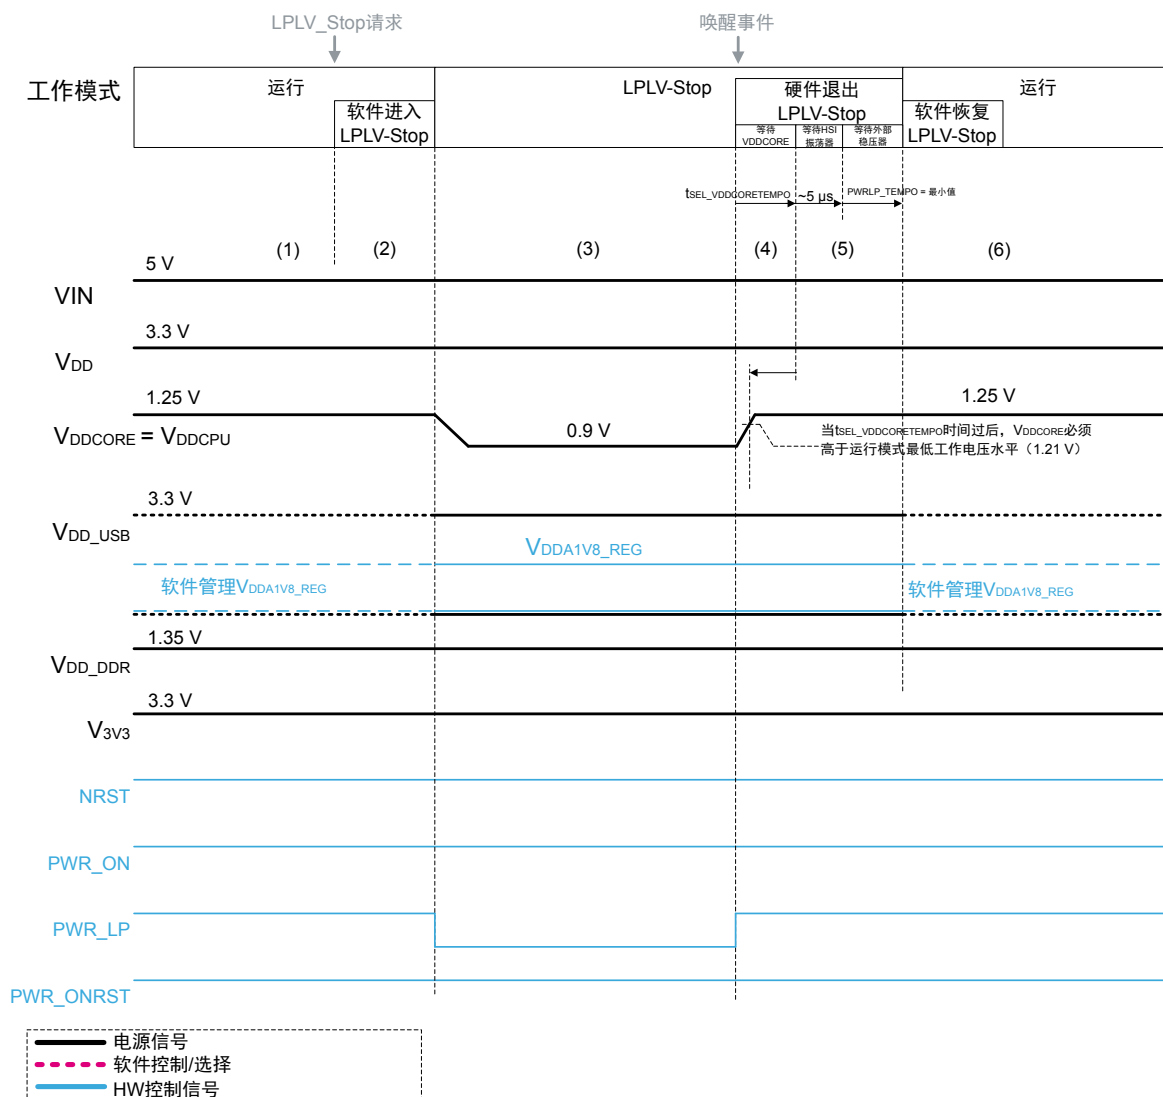 LPLV_Stop请求
唤醒事件
工作模式
运行
LPLV-Stop
硬件退出
LPLV-Stop
运行
软件进入
LPLV-Stop
等待
VDDCORE
等待HSI
振荡器
等待外部
稳压器
软件恢复
LPLV-Stop
tSEL_VDDCORETEMPO
~5 μs
PWRLP_TEMPO = 最小值
(1)
(2)
(3)
(4)
(5)
(6)
5 V
VIN
3.3 V
VDD
1.25 V
1.25 V
VDDCORE = VDDCPU
0.9 V
当tSEL_VDDCORETEMPO时间过后，VDDCORE必须
高于运行模式最低工作电压水平（1.21 V）
3.3 V
VDD_USB
VDDA1V8_REG
软件管理VDDA1V8_REG
软件管理VDDA1V8_REG
1.35 V
VDD_DDR
3.3 V
V3V3
NRST
PWR_ON
PWR_LP
PWR_ONRST
电源信号
软件控制/选择
HW控制信号